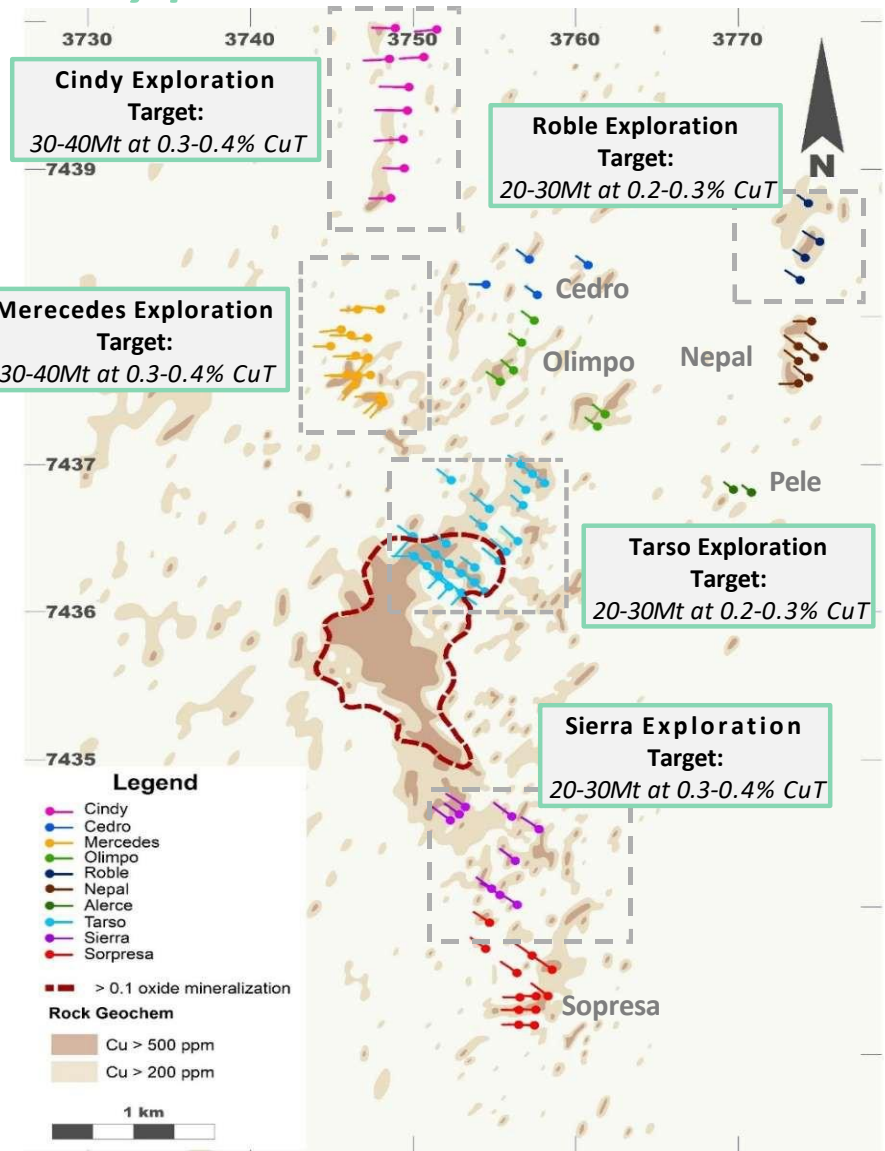 3730 3740 3750 3760 3770
Cindy Exploration
Target:
30-40Mt at 0.3-0.4% CuT
Roble Exploration
Target:
20-30Mt at 0.2-0.3% CuT
N
7439
Cedro
Merecedes Exploration
Target:
30-40Mt at 0.3-0.4% CuT
Olimpo
Nepal
7437
Pele
Tarso Exploration
Target:
20-30Mt at 0.2-0.3% CuT
7436
Sierra Exploration
Target:
20-30Mt at 0.3-0.4% CuT
7435
Legend
Cindy
Cedro
Mercedes
Olimpo
Roble
Nepal
Alerce
Tarso
Sierra
Sorpresa
> 0.1 oxide mineralization
Rock Geochem
Cu > 500 ppm
Cu > 200 ppm
1 km
Sopresa